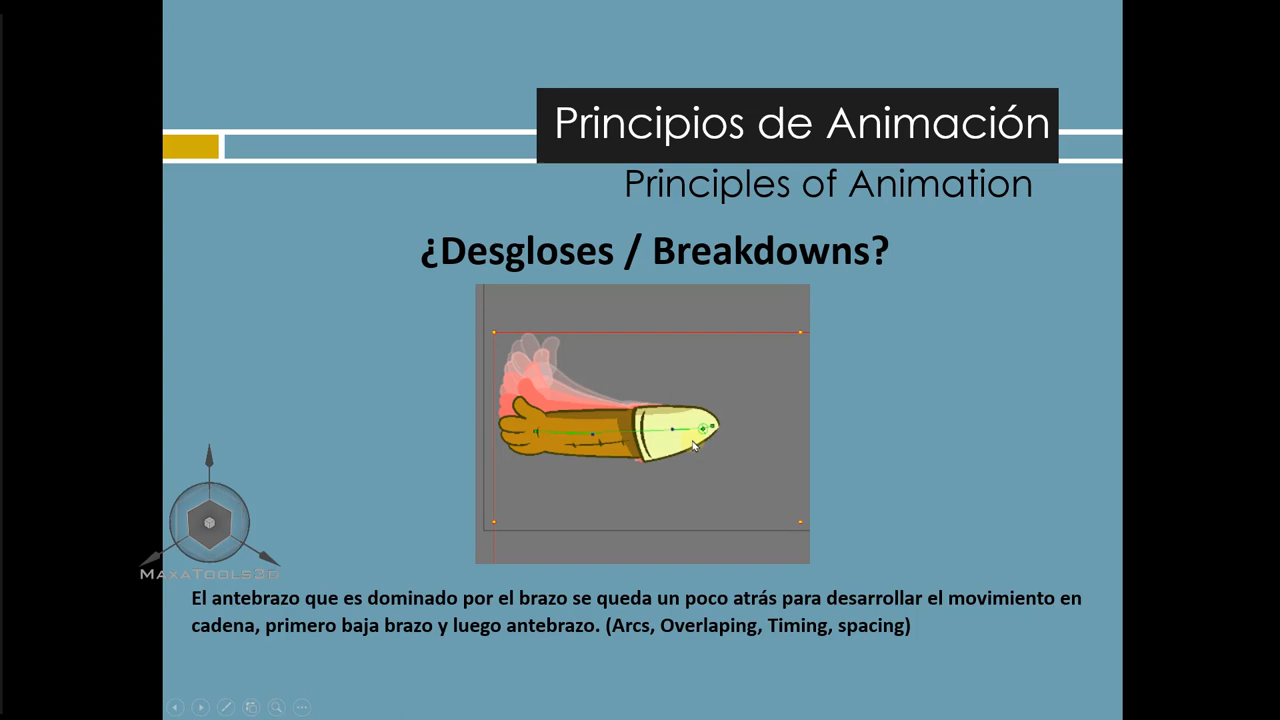 Principios de Animación
Principles of Animation
¿Desgloses / Breakdowns?
MAXATOOLS3D
El antebrazo que es dominado por el brazo se queda un poco atrás para desarrollar el movimiento en
cadena, primero baja brazo y luego antebrazo. (Arcs, Overlaping, Timing, spacing)